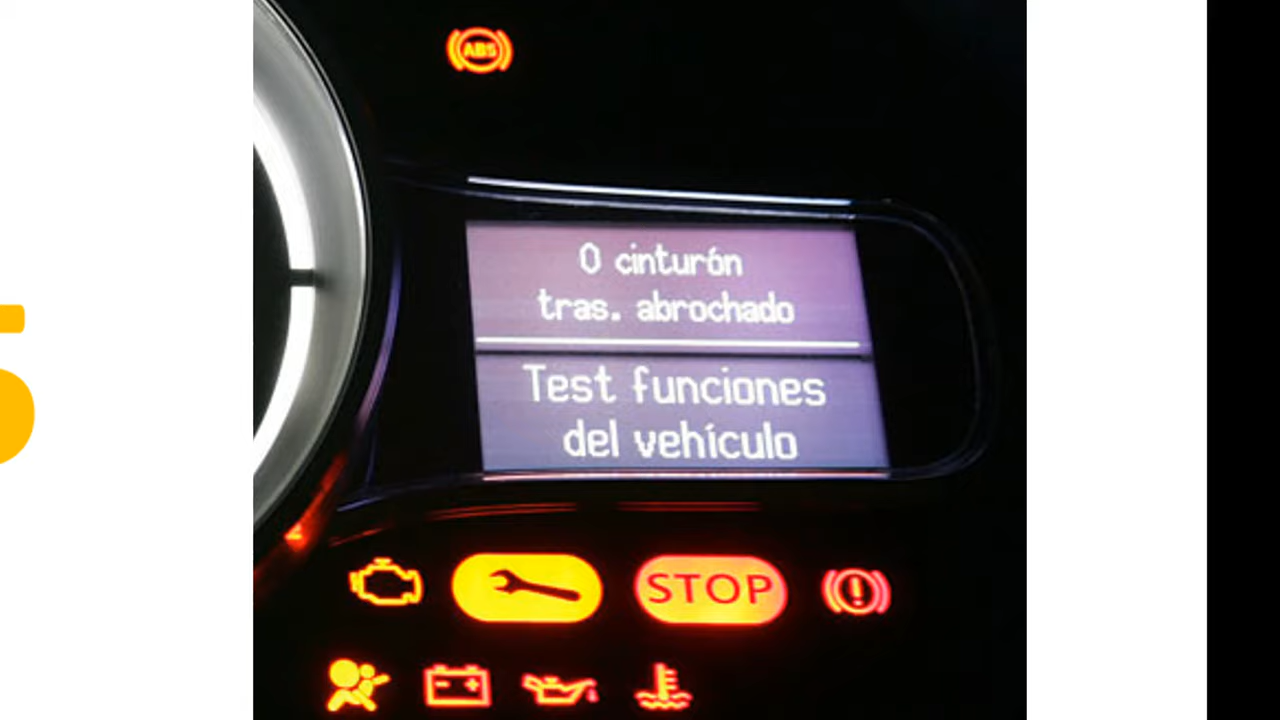 ABS
0 cinturón
tras. abrochado
Test funciones
del vehículo
STOP